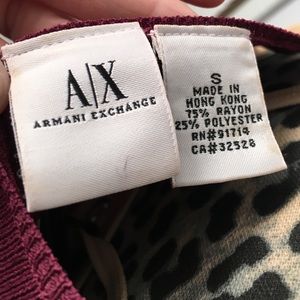 A|X
ARMANI EXCHANGE
S
MADE IN
HONG KONG
75% RAYON
25% POLYESTER
RN#91714
CA#32528